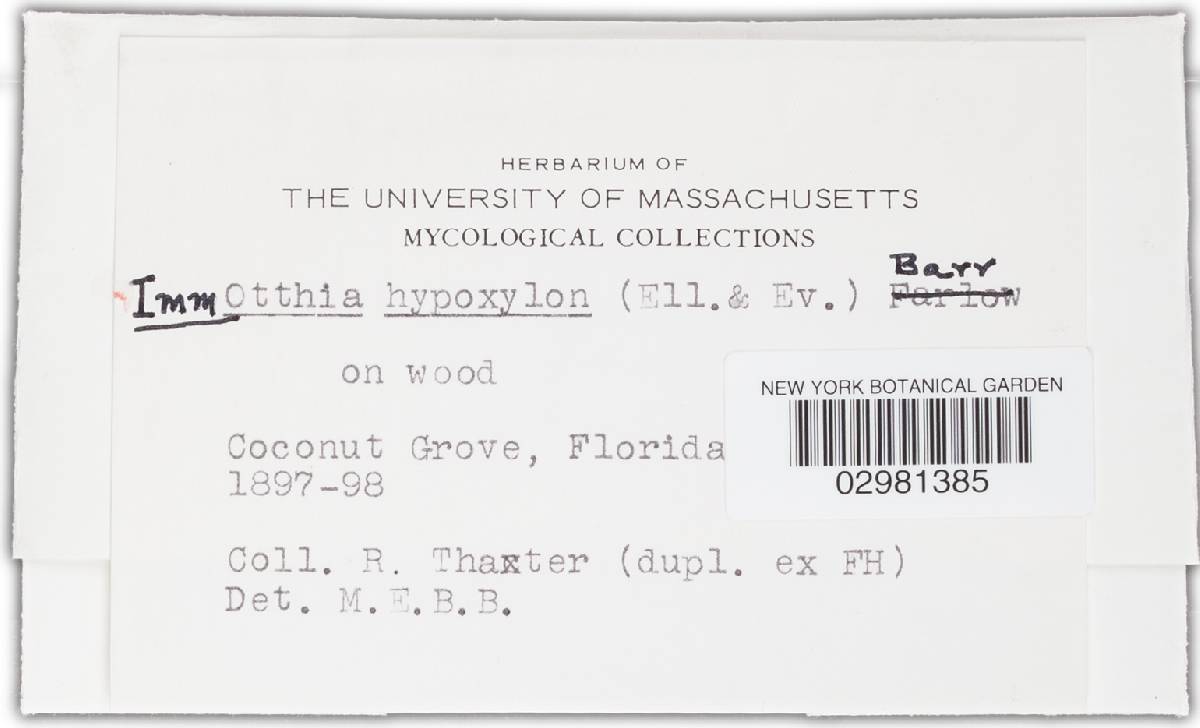 HERBARIUM OF
THE UNIVERSITY OF MASSACHUSETTS
MYCOLOGICAL COLLECTIONS
Barr
Imm Otthia hypoxylon (Ell.& Ev.) Farlow
on wood
NEW YORK BOTANICAL GARDEN
02981385
Coconut Grove, Florida
1897-98
Coll. R. Thaxter (dupl. ex FH)
Det. M.E.B.B.